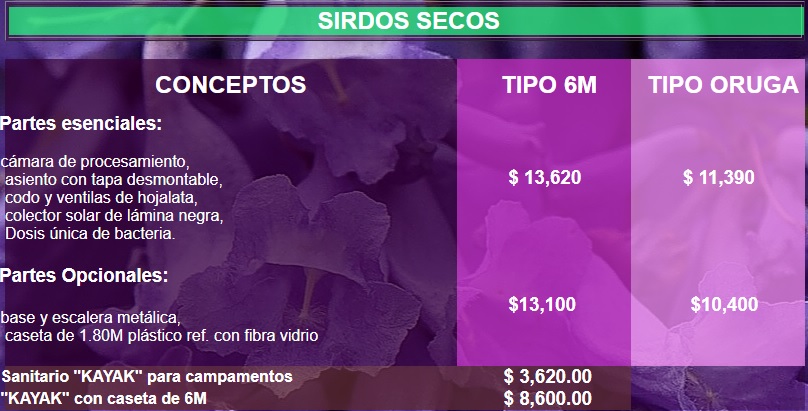 SIRDOS SECOS
CONCEPTOS TIPO 6M TIPO ORUGA
Partes esenciales:
cámara de procesamiento,
asiento con tapa desmontable,
codo y ventilas de hojalata,
colector solar de lámina negra,
Dosis única de bacteria.
$ 13,620 $ 11,390
Partes Opcionales:
base y escalera metálica,
caseta de 1.80M plástico ref. con fibra vidrio
$13,100 $10,400
Sanitario "KAYAK" para campamentos $ 3,620.00
"KAYAK" con caseta de 6M $ 8,600.00